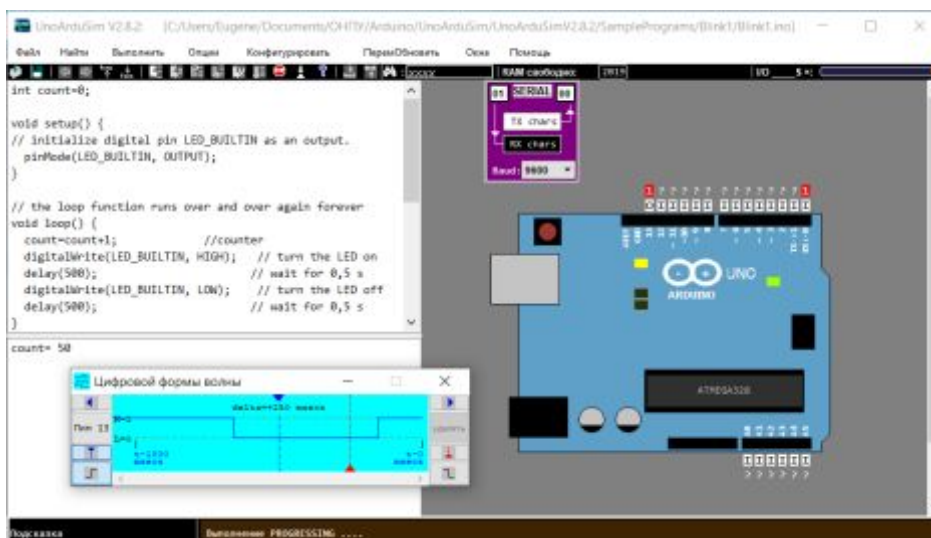 UnoArduSim V2.8.2: [C:/Users/Eugene/Documents/ОНПУ/Arduino/UnoArduSim/UnoArduSimV2.8.2/SamplePrograms/Blink1/Blink1.ino]
Файл Найти Выполнить Опции Конфигурировать ПеремОбновить Окна Помощь
RAM свободно: I/O
int count=0;
void setup() {
// initialize digital pin LED_BUILTIN as an output.
pinMode(LED_BUILTIN, OUTPUT);
}
// the loop function runs over and over again forever
void loop() {
count=count+1; //counter
digitalWrite(LED_BUILTIN, HIGH); // turn the LED on
delay(500); // wait for 0,5 s
digitalWrite(LED_BUILTIN, LOW); // turn the LED off
delay(500); // wait for 0,5 s
}
count= 50
Цифровой формы волны
Пин 13
SERIAL
TX chars
RX chars
Baud: 9600
UNO
ARDUINO
ATMEGA328
Подсказка
Выполнение PROGRESSING ....